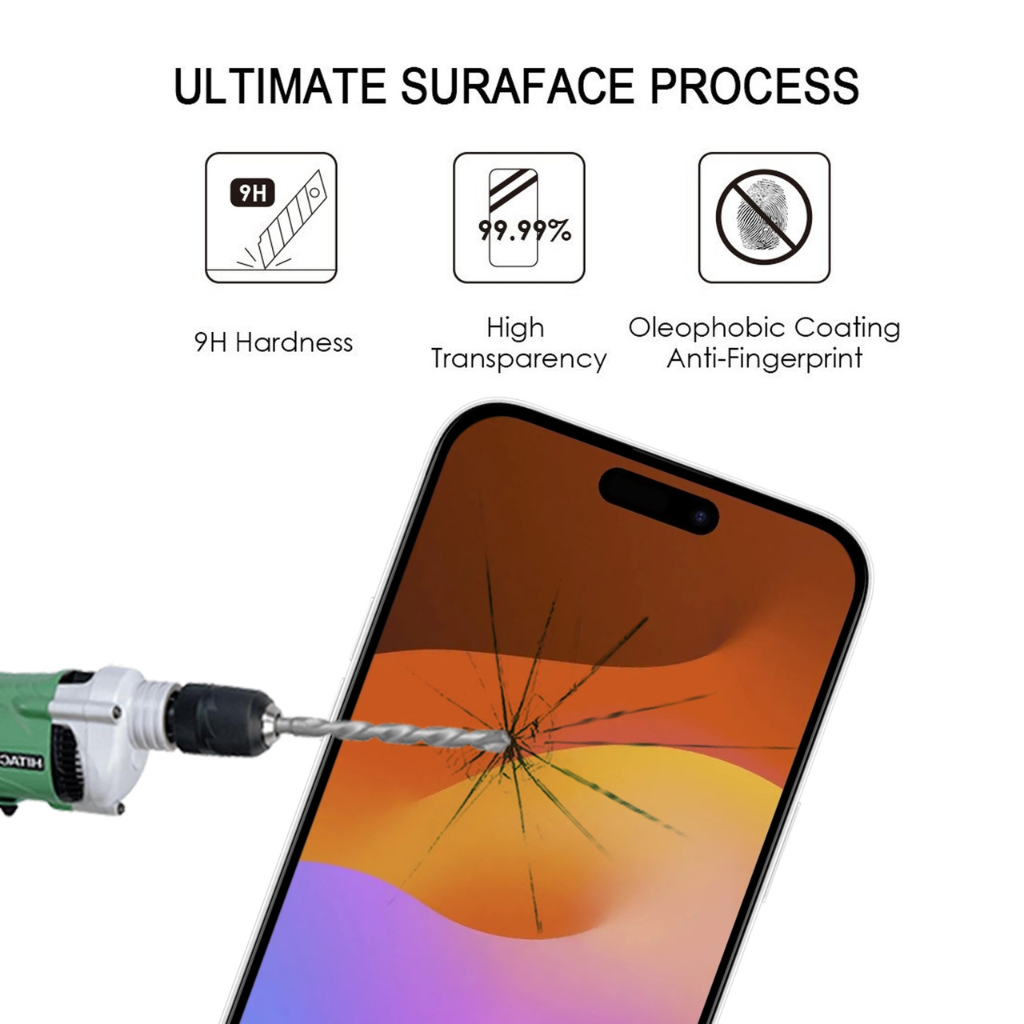 ULTIMATE SURAFACE PROCESS
9H
99.99%
9H Hardness
High
Transparency
Oleophobic Coating
Anti-Fingerprint